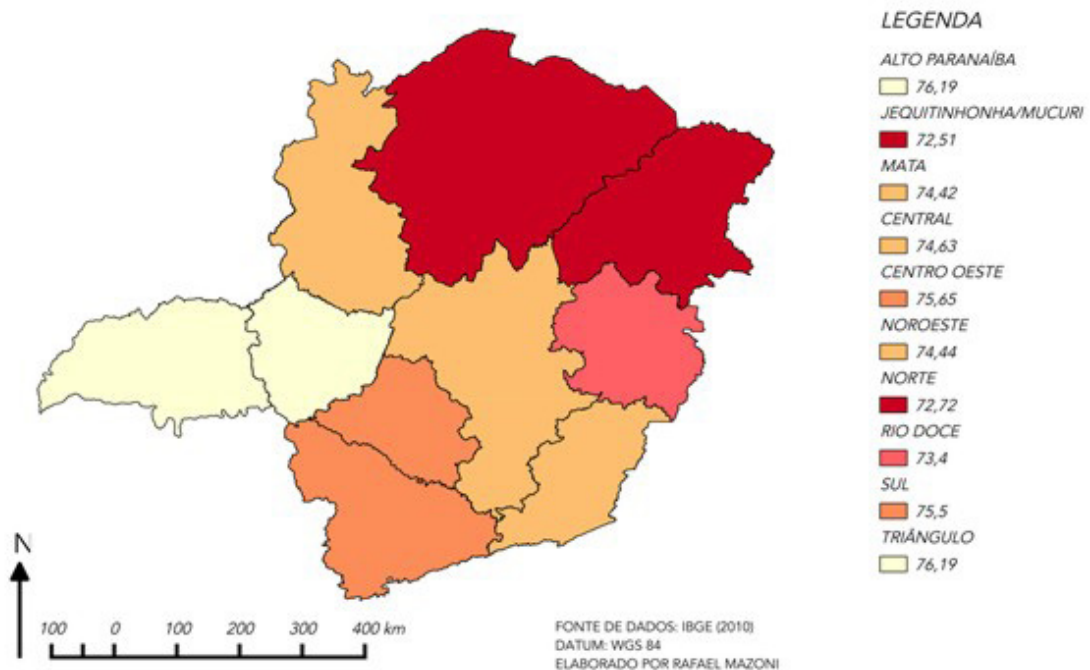 LEGENDA
ALTO PARANAÍBA
76,19
JEQUITINHONHA/MUCURI
72,51
MATA
74,42
CENTRAL
74,63
CENTRO OESTE
75,65
NOROESTE
74,44
NORTE
72,72
RIO DOCE
73,4
SUL
75,5
TRIÂNGULO
76,19
N
100 0 100 200 300 400 km
FONTE DE DADOS: IBGE (2010)
DATUM: WGS 84
ELABORADO POR RAFAEL MAZONI